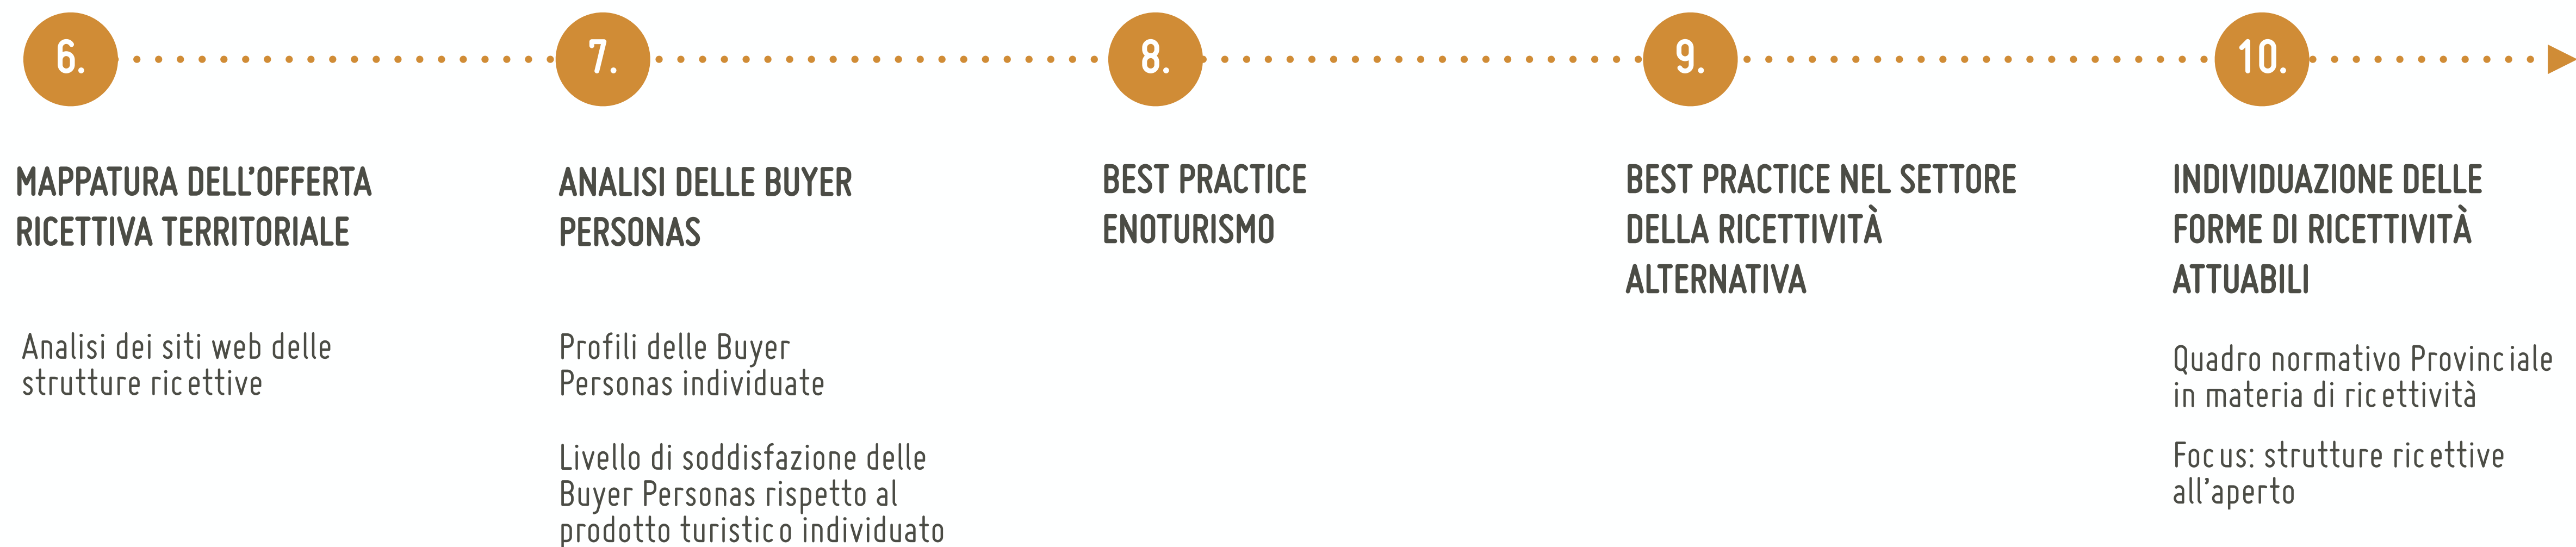 6.
7.
8.
9.
10.
MAPPATURA DELL'OFFERTA
RICETTIVA TERRITORIALE
Analisi dei siti web delle
strutture ricettive
ANALISI DELLE BUYER
PERSONAS
Profili delle Buyer
Personas individuate
Livello di soddisfazione delle
Buyer Personas rispetto al
prodotto turistico individuato
BEST PRACTICE
ENOTURISMO
BEST PRACTICE NEL SETTORE
DELLA RICETTIVITÀ
ALTERNATIVA
INDIVIDUAZIONE DELLE
FORME DI RICETTIVITÀ
ATTUABILI
Quadro normativo Provinciale
in materia di ricettività
Focus: strutture ricettive
all'aperto